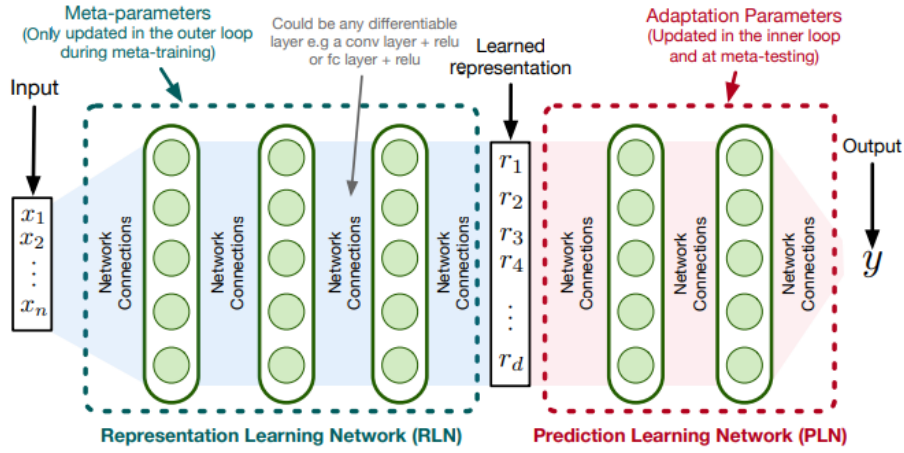 Meta-parameters
(Only updated in the outer loop
during meta-training)
Could be any differentiable
layer e.g a conv layer + relu
or fc layer + relu
Learned
representation
Adaptation Parameters
(Updated in the inner loop
and at meta-testing)
Input
Output
x1
x2
⋮
xn
Network
Connections
Network
Connections
Network
Connections
Network
Connections
r1
r2
r3
r4
⋮
rd
Network
Connections
Network
Connections
Network
Connections
y
Representation Learning Network (RLN)
Prediction Learning Network (PLN)